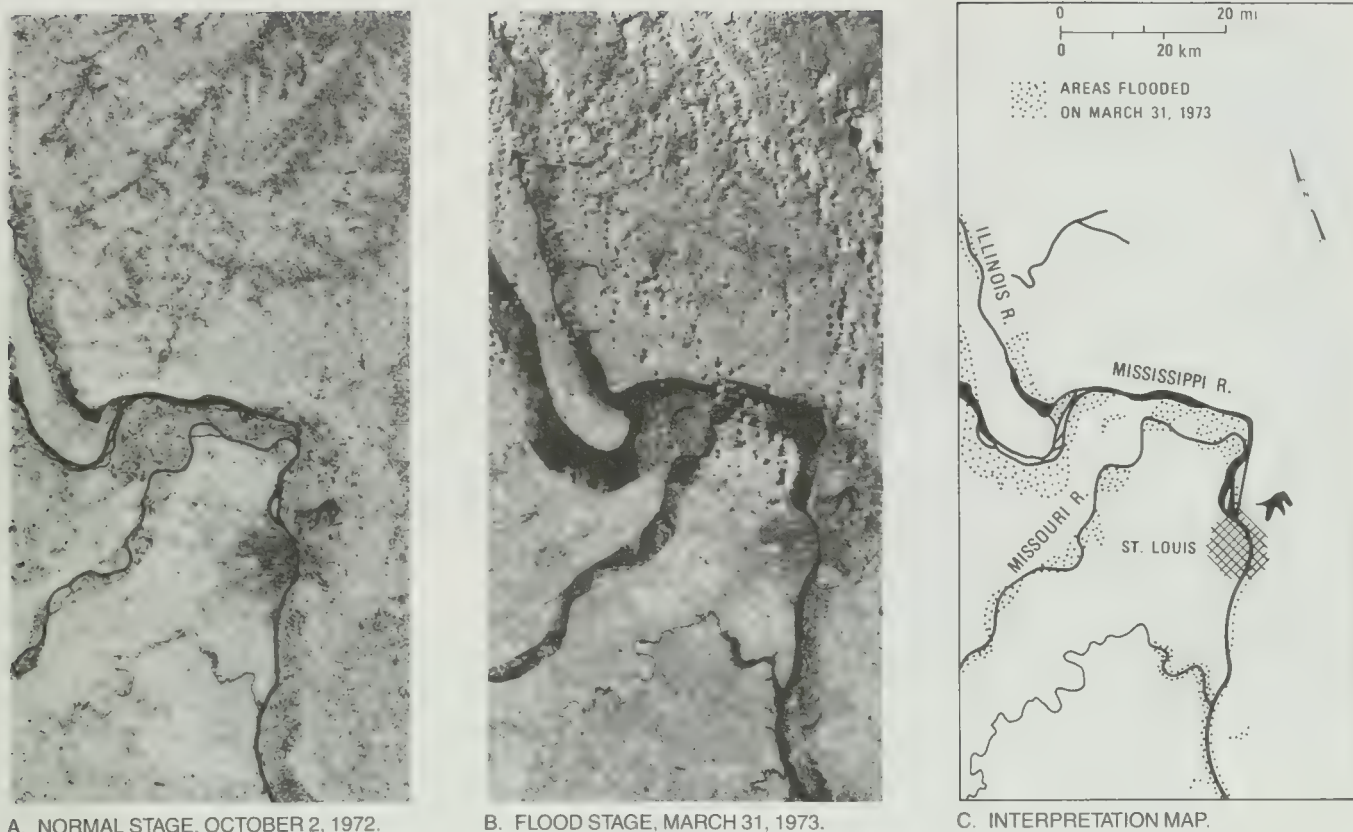 0 20 mi
0 20 km
AREAS FLOODED
ON MARCH 31, 1973
ILLINOIS R.
MISSISSIPPI R.
MISSOURI R.
ST. LOUIS
A. NORMAL STAGE, OCTOBER 2, 1972.
B. FLOOD STAGE, MARCH 31, 1973.
C. INTERPRETATION MAP.